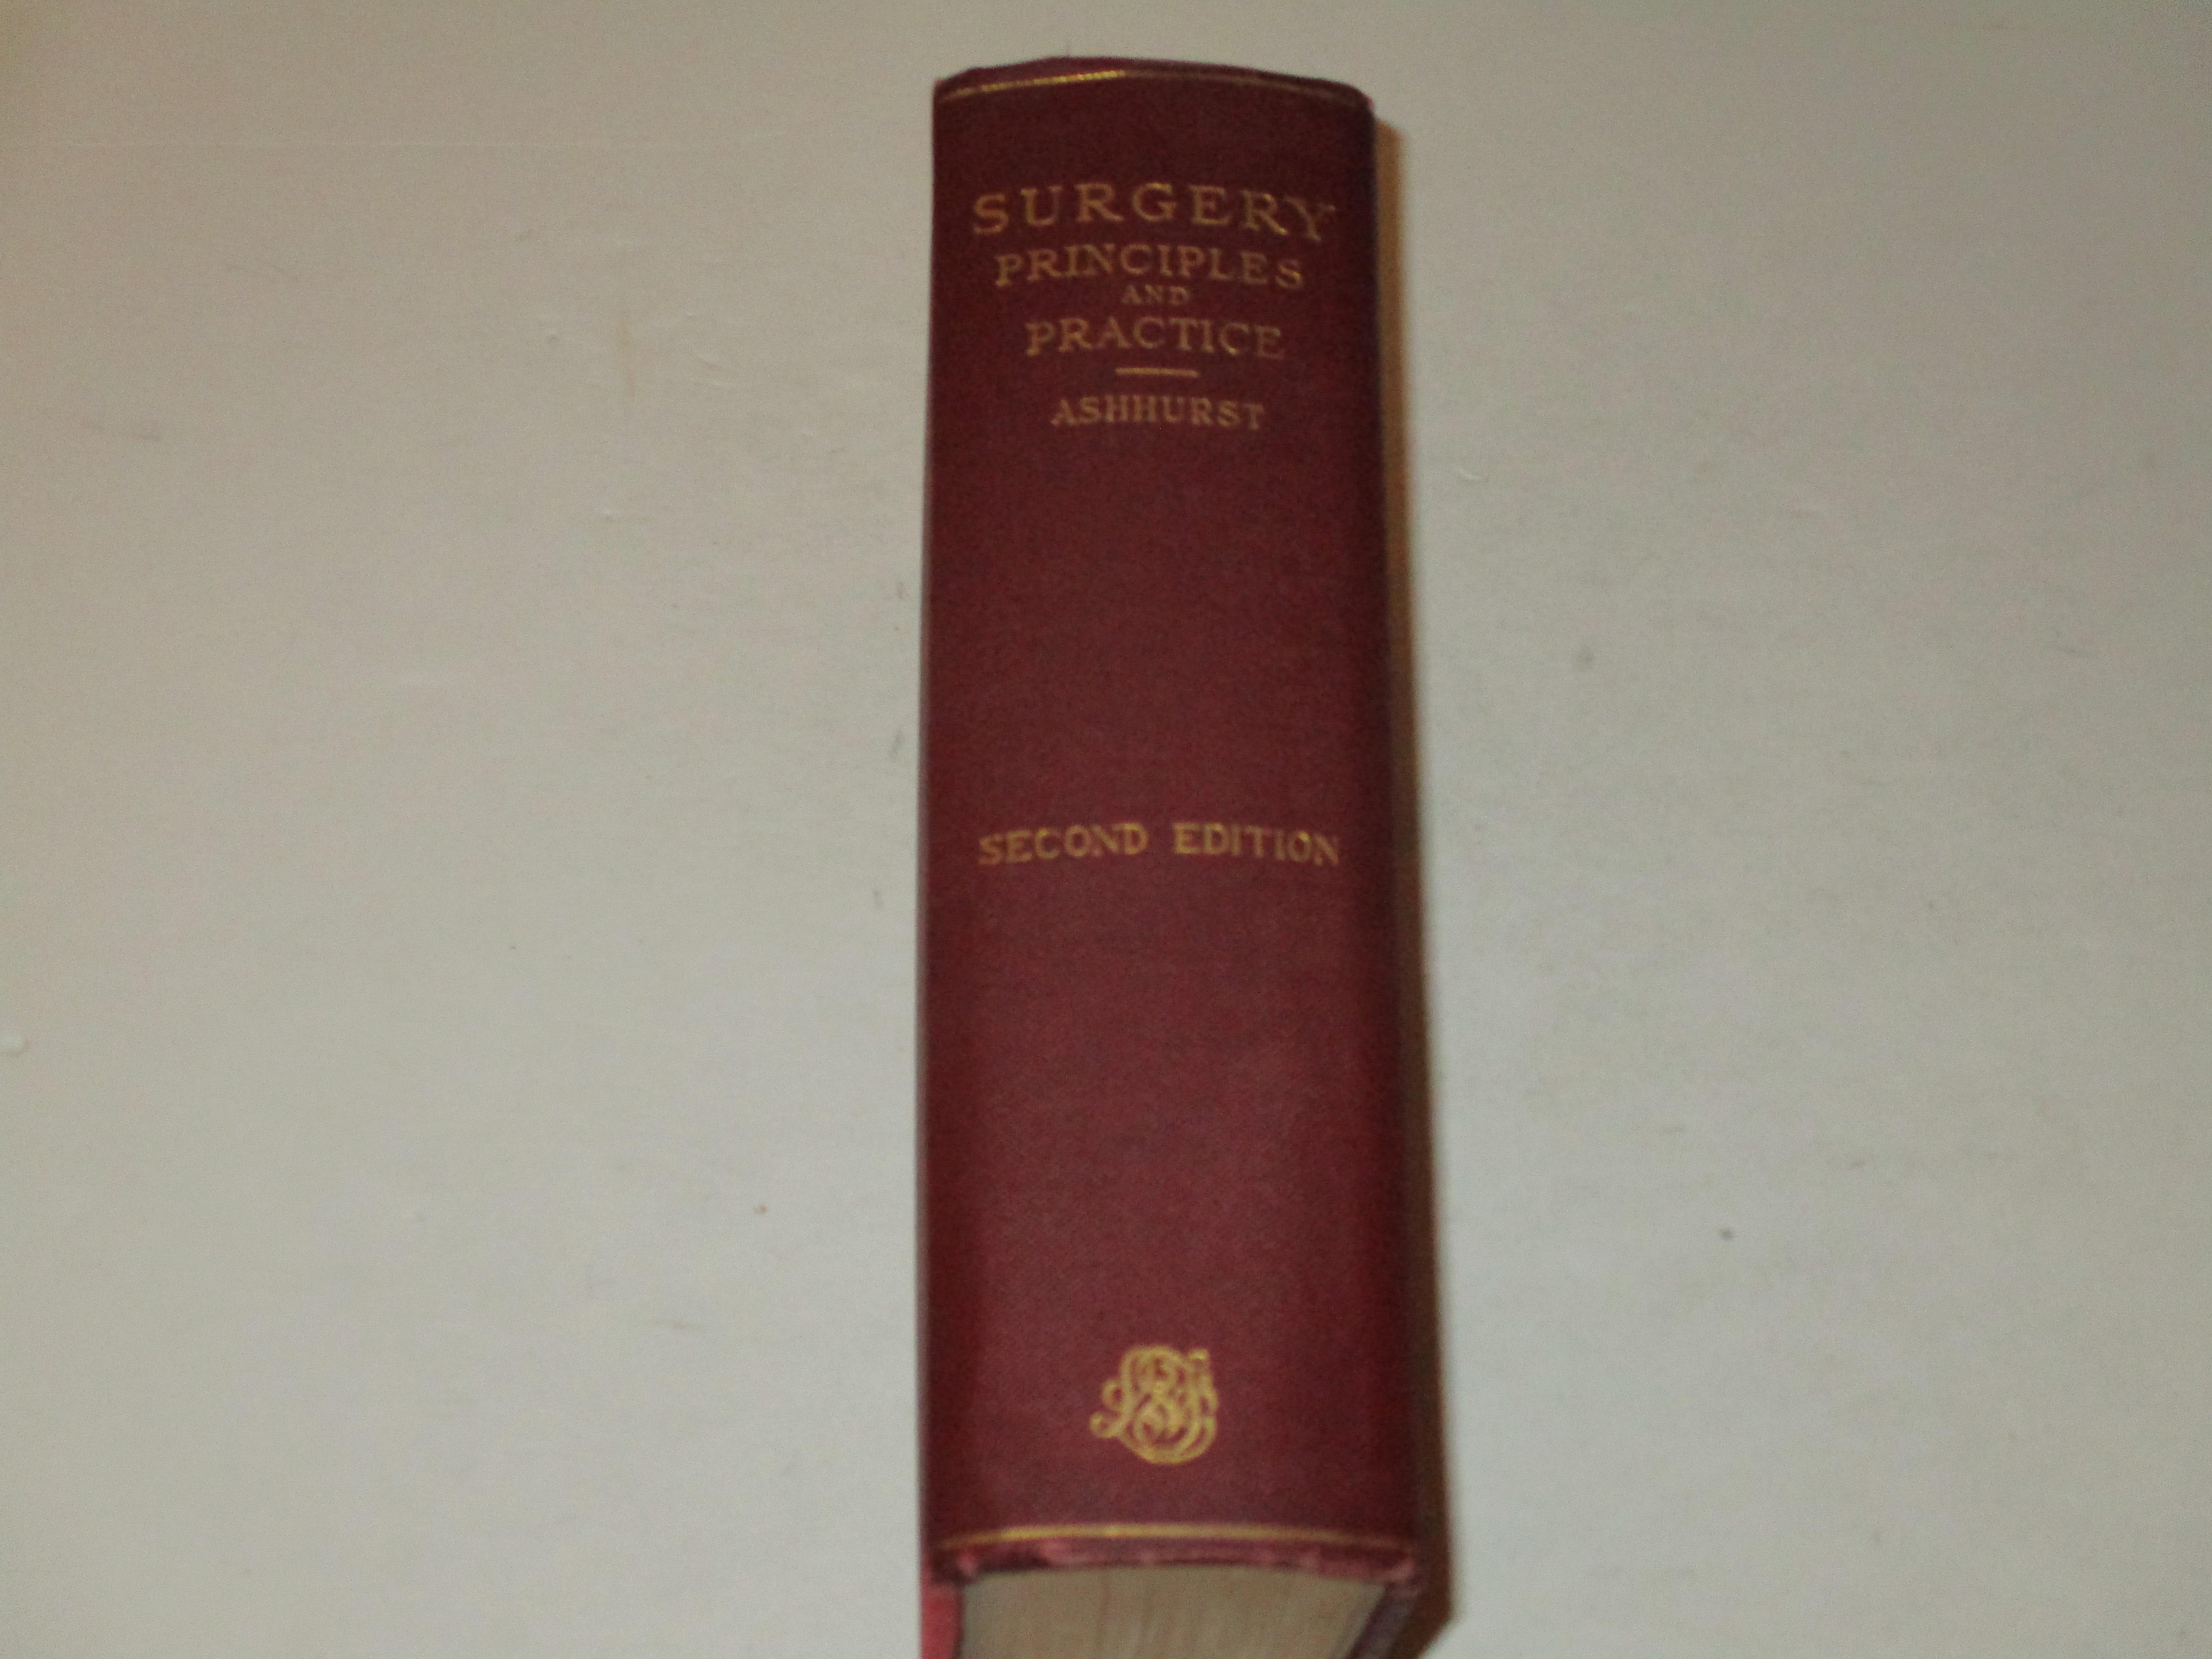 SURGERY
PRINCIPLES
AND
PRACTICE
ASHHURST
SECOND EDITION